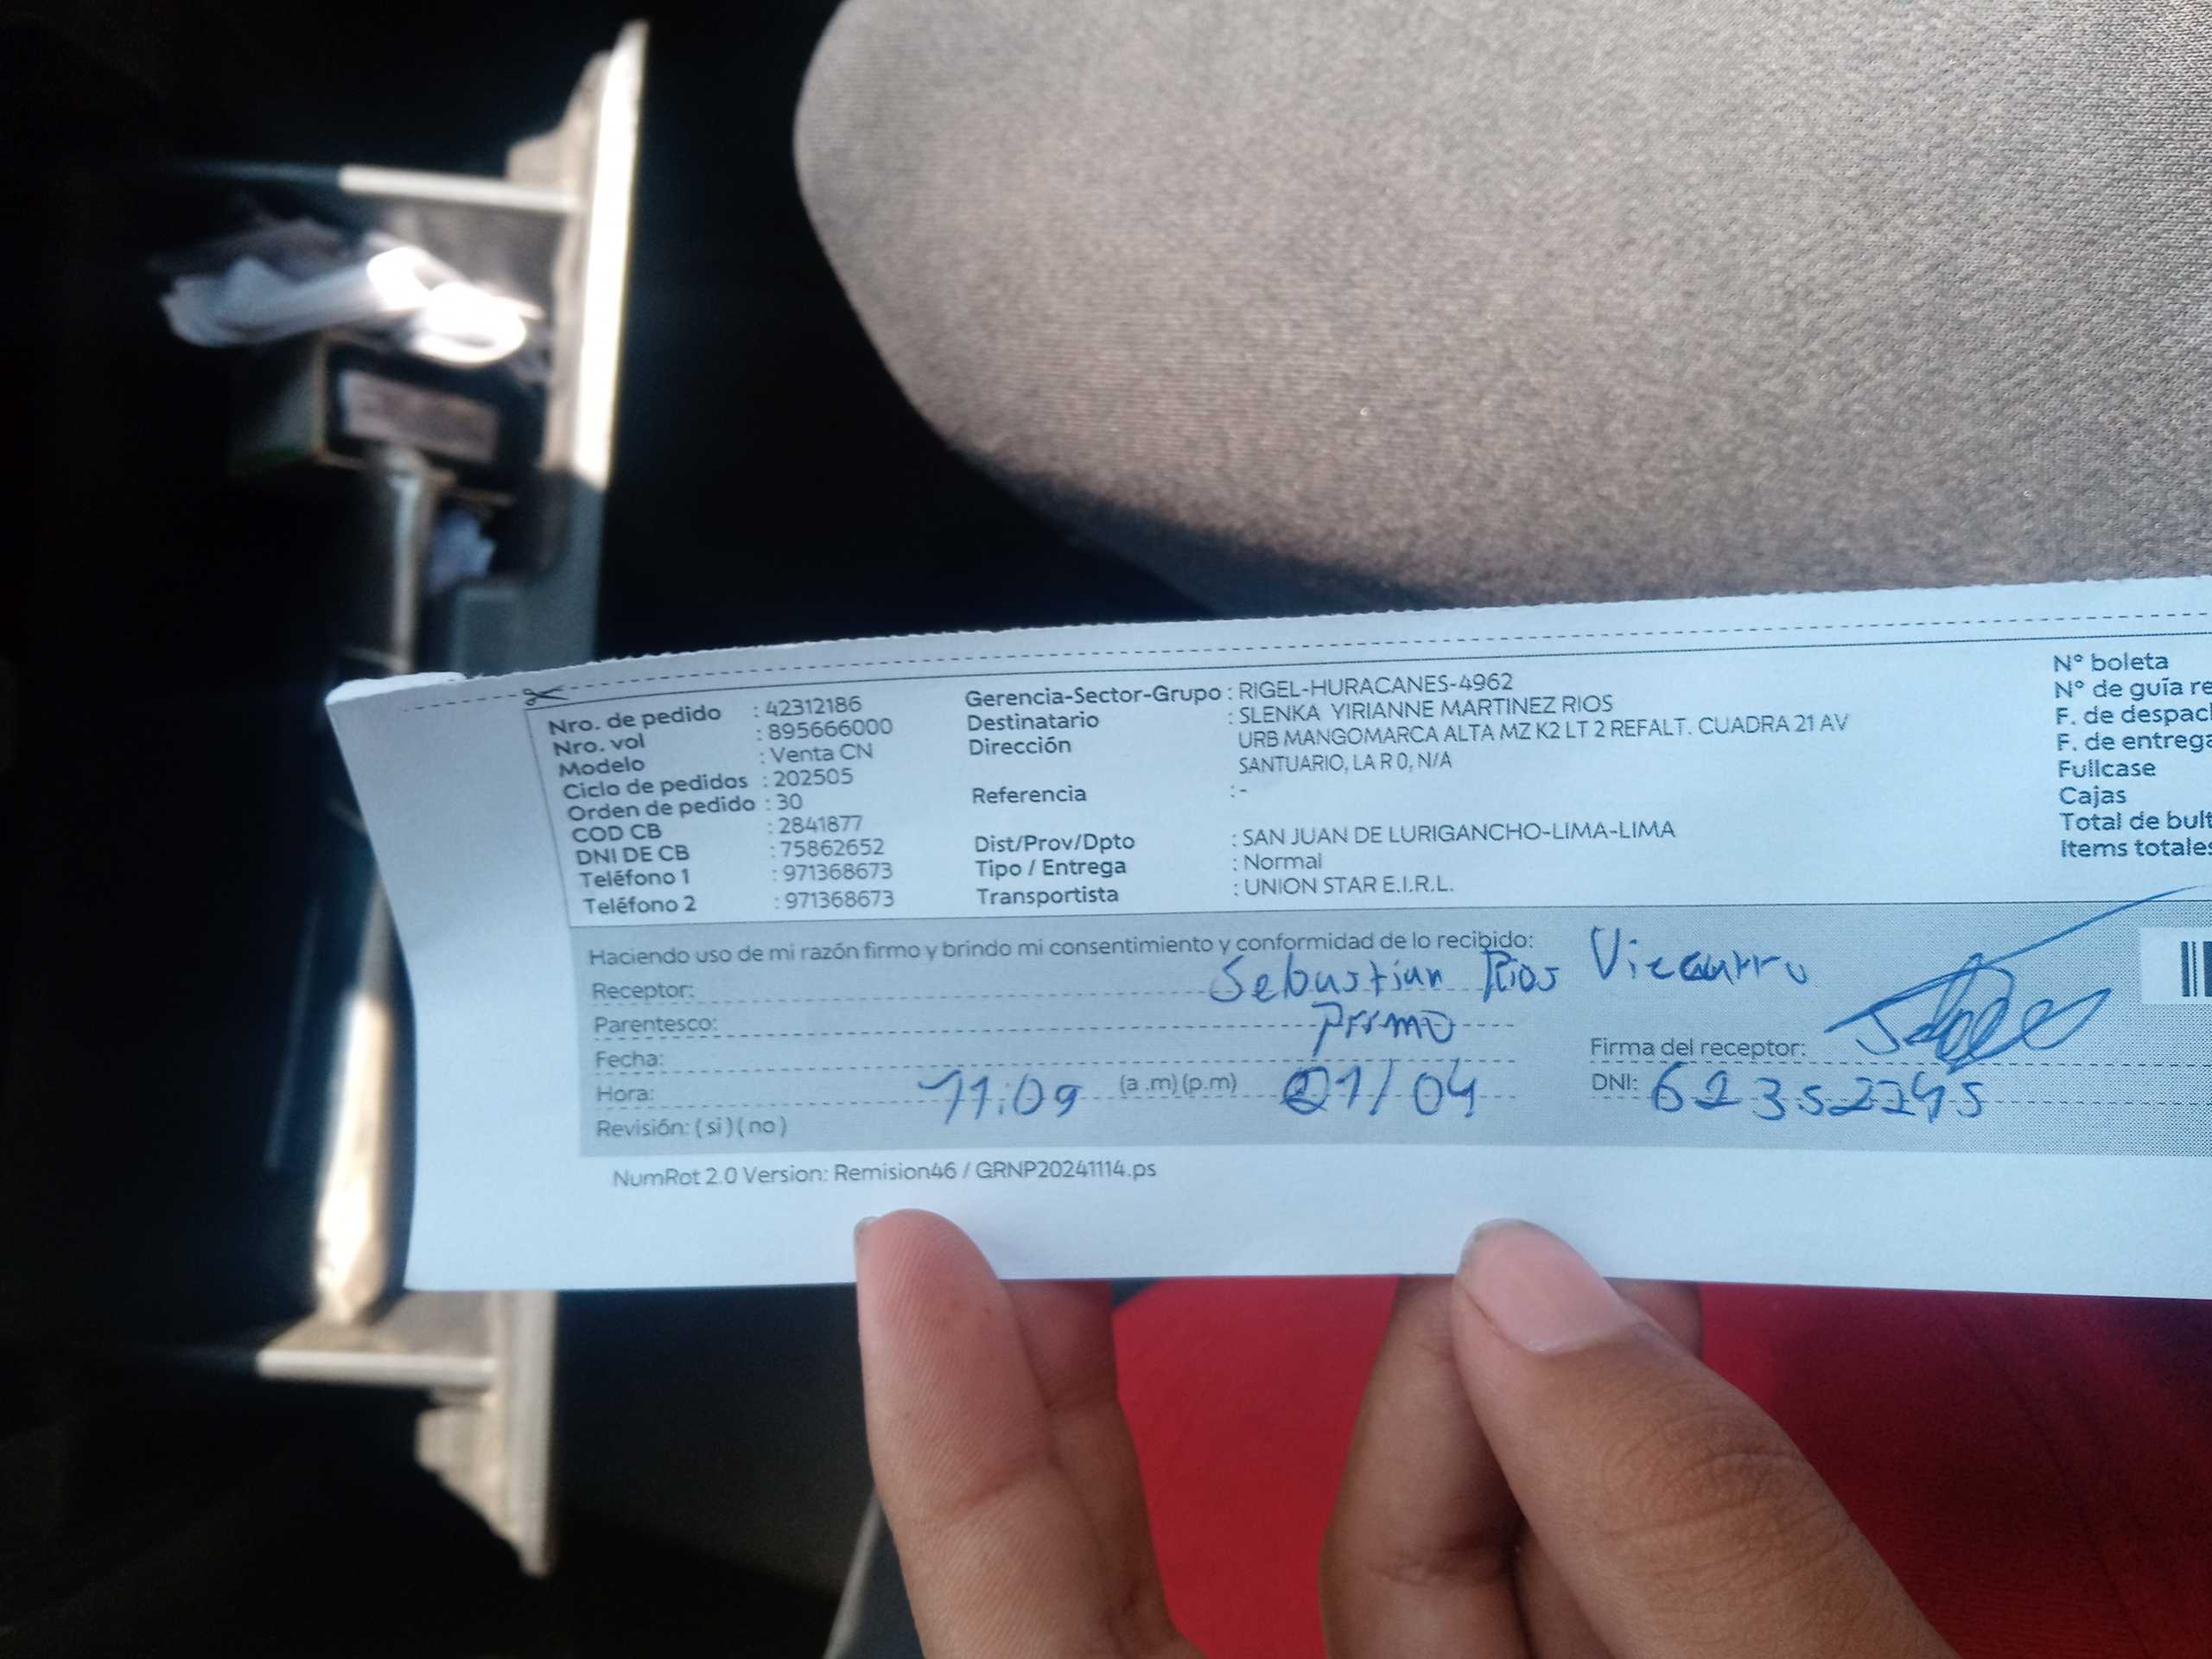 Nro. de pedido : 42312186
Nro. vol : 895666000
Modelo : Venta CN
Ciclo de pedidos : 202505
Orden de pedido : 30
COD CB : 2841877
DNI DE CB : 75862652
Teléfono 1 : 971368673
Teléfono 2 : 971368673
Gerencia-Sector-Grupo : RIGEL-HURACANES-4962
Destinatario : SLENKA YIRIANNE MARTINEZ RIOS
Dirección URB MANGOMARCA ALTA MZ K2 LT 2 REFALT. CUADRA 21 AV
SANTUARIO, LA R 0, N/A
Referencia : -
Dist/Prov/Dpto : SAN JUAN DE LURIGANCHO-LIMA-LIMA
Tipo / Entrega : Normal
Transportista : UNION STAR E.I.R.L.
N° boleta
N° de guía re
F. de despach
F. de entrega
Fullcase
Cajas
Total de bult
Items totales
Haciendo uso de mi razón firmo y brindo mi consentimiento y conformidad de lo recibido:
Receptor: Sebastian Rios
Parentesco: Primo
Fecha:
Hora: 11:09 (a .m) (p.m) 21/04
Revisión: ( si ) ( no )
Firma del receptor:
DNI: 62352245
NumRot 2.0 Version: Remision46 / GRNP20241114.ps